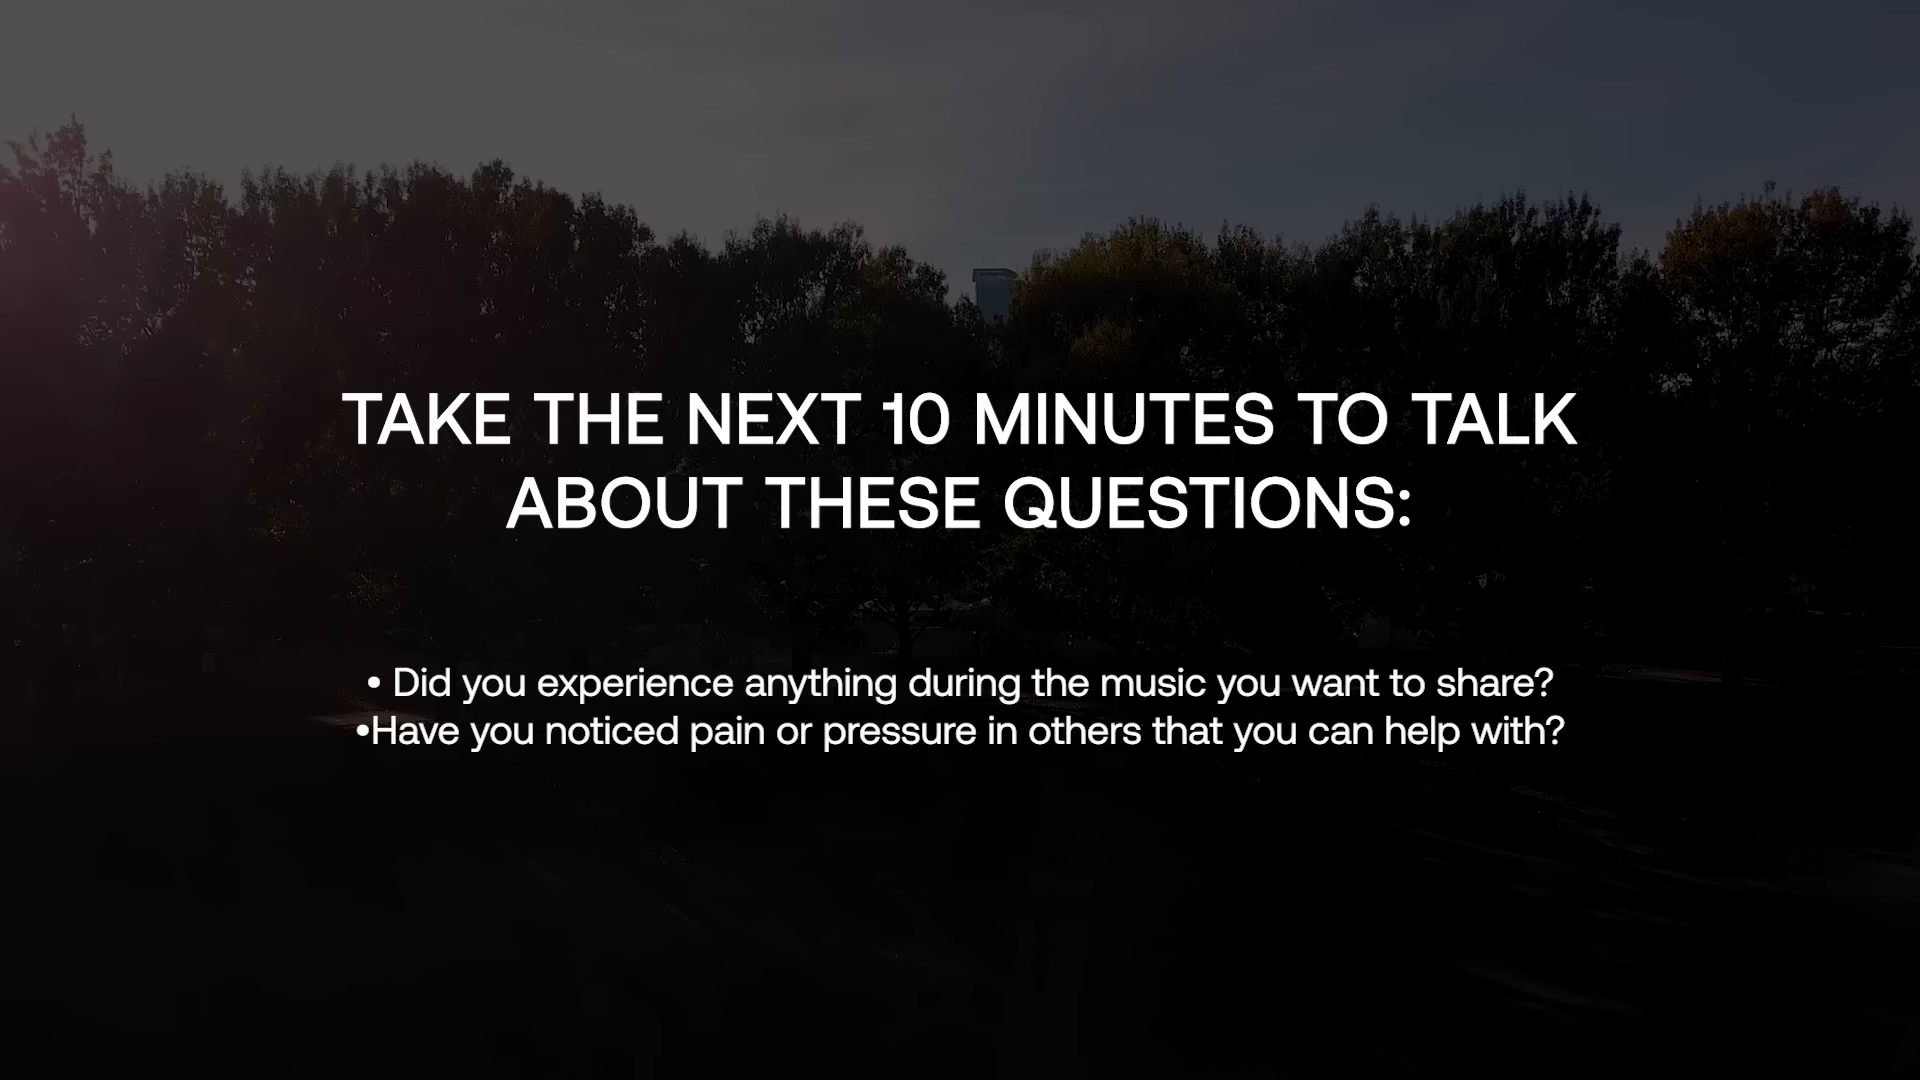 TAKE THE NEXT 10 MINUTES TO TALK
ABOUT THESE QUESTIONS:
• Did you experience anything during the music you want to share?
•Have you noticed pain or pressure in others that you can help with?